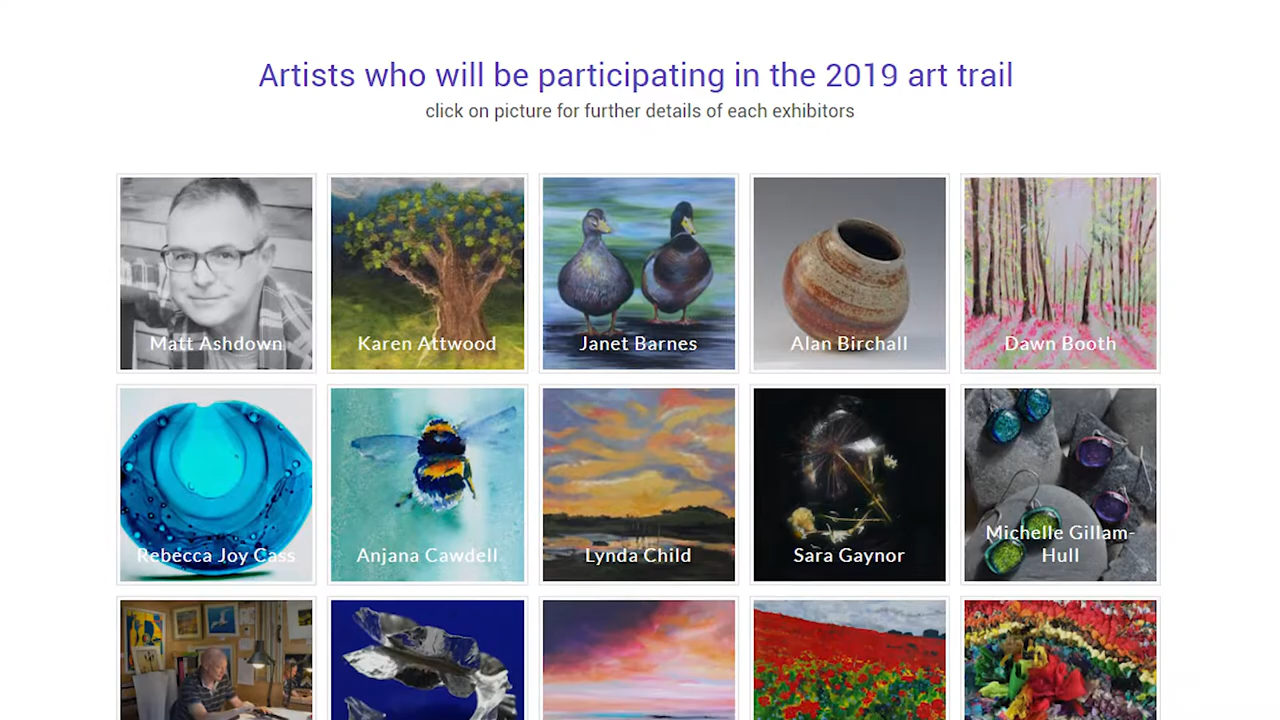 Artists who will be participating in the 2019 art trail
click on picture for further details of each exhibitors
Matt Ashdown
Karen Attwood
Janet Barnes
Alan Birchall
Dawn Booth
Rebecca Joy Cass
Anjana Cawdell
Lynda Child
Sara Gaynor
Michelle Gillam-
Hull